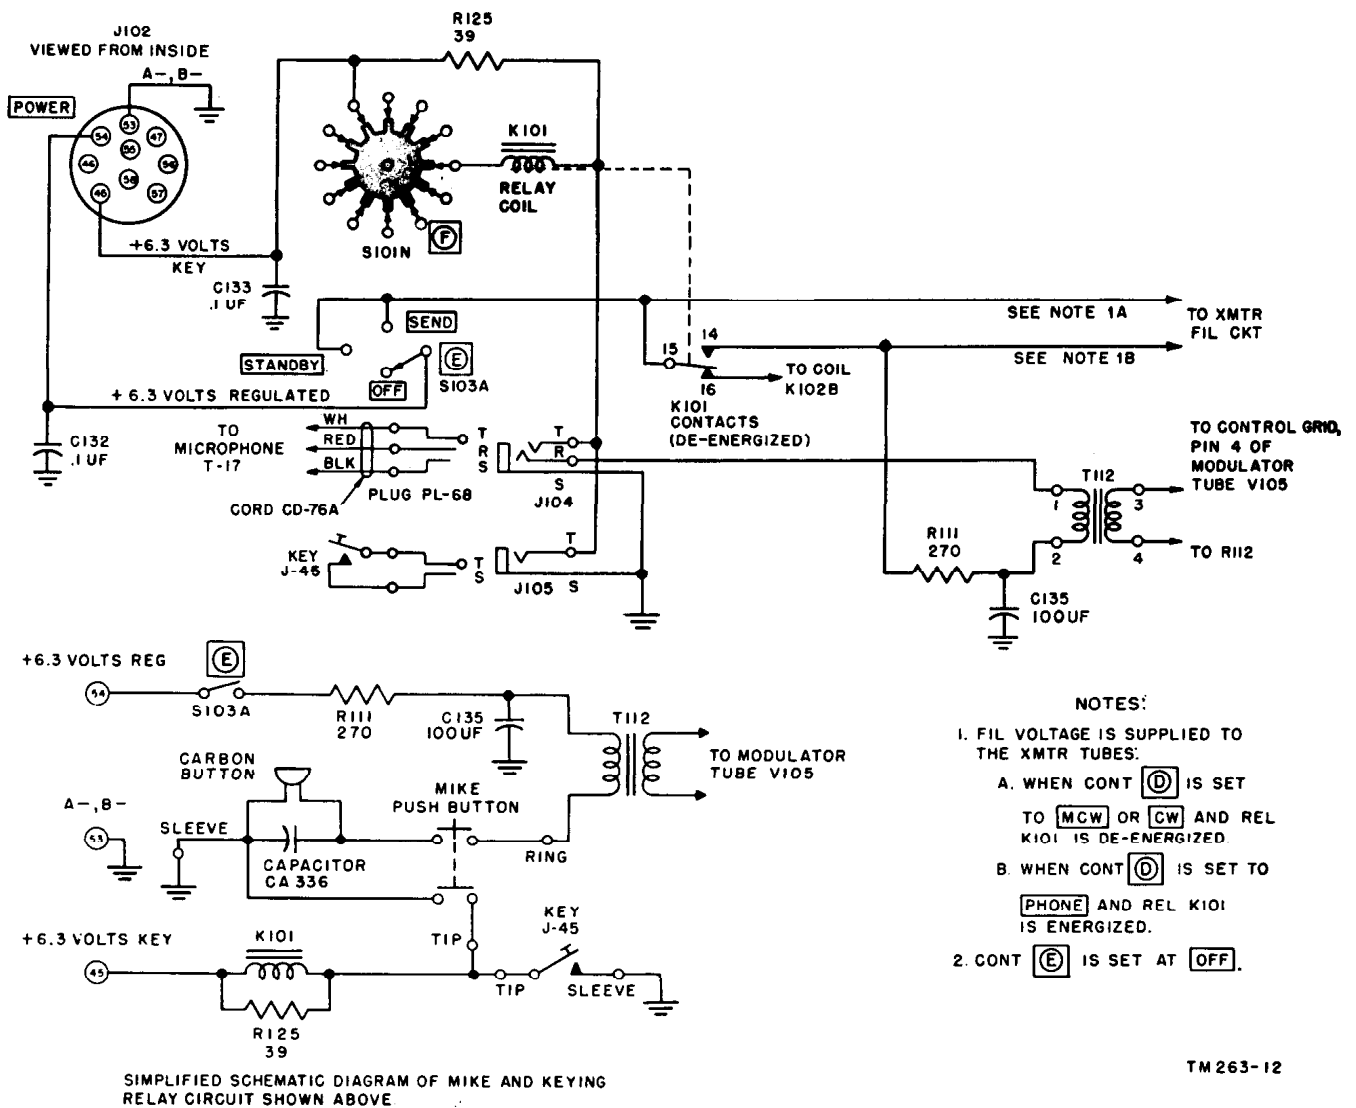 J102
VIEWED FROM INSIDE
A-, B-
POWER
53
54
47
55
44
56
58
46
57
+6.3 VOLTS
KEY
C133
.1 UF
R125
39
K101
RELAY
COIL
S101N
F
SEND
STANDBY
OFF
E
S103A
+ 6.3 VOLTS REGULATED
C132
.1 UF
TO
MICROPHONE
T-17
WH
RED
BLK
CORD CD-76A
PLUG PL-68
T
R
S
T
R
S
J104
KEY
J-45
T
S
T
J105 S
15
14
16
K101
CONTACTS
(DE-ENERGIZED)
TO COIL
K102B
SEE NOTE 1A
SEE NOTE 1B
TO XMTR
FIL CKT
TO CONTROL GRID,
PIN 4 OF
MODULATOR
TUBE V105
T112
1
2
3
4
TO R112
R111
270
C135
100UF
+6.3 VOLTS REG
E
54
S103A
R111
270
C135
100UF
T112
TO MODULATOR
TUBE V105
CARBON
BUTTON
A-, B-
53
SLEEVE
CAPACITOR
CA 336
MIKE
PUSH BUTTON
RING
TIP
KEY
J-45
+6.3 VOLTS KEY
45
K101
R125
39
TIP
SLEEVE
SIMPLIFIED SCHEMATIC DIAGRAM OF MIKE AND KEYING
RELAY CIRCUIT SHOWN ABOVE
NOTES:
1. FIL VOLTAGE IS SUPPLIED TO
THE XMTR TUBES:
A. WHEN CONT D IS SET
TO MCW OR CW AND REL
K101 IS DE-ENERGIZED
B. WHEN CONT D IS SET TO
PHONE AND REL K101
IS ENERGIZED.
2. CONT E IS SET AT OFF.
TM263-12